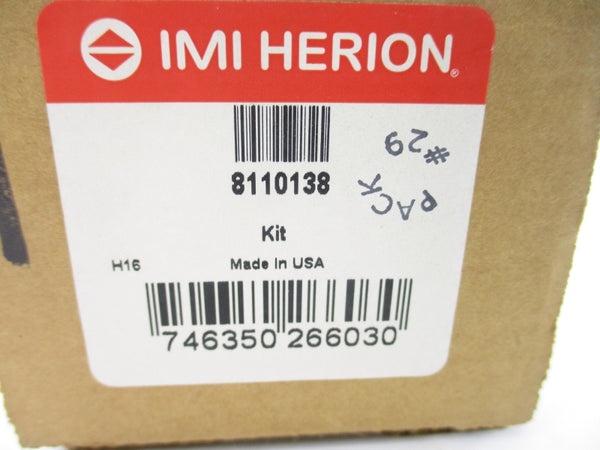 IMI HERION®
8110138
Kit
H16 Made In USA
746350 266030
PACK
#29